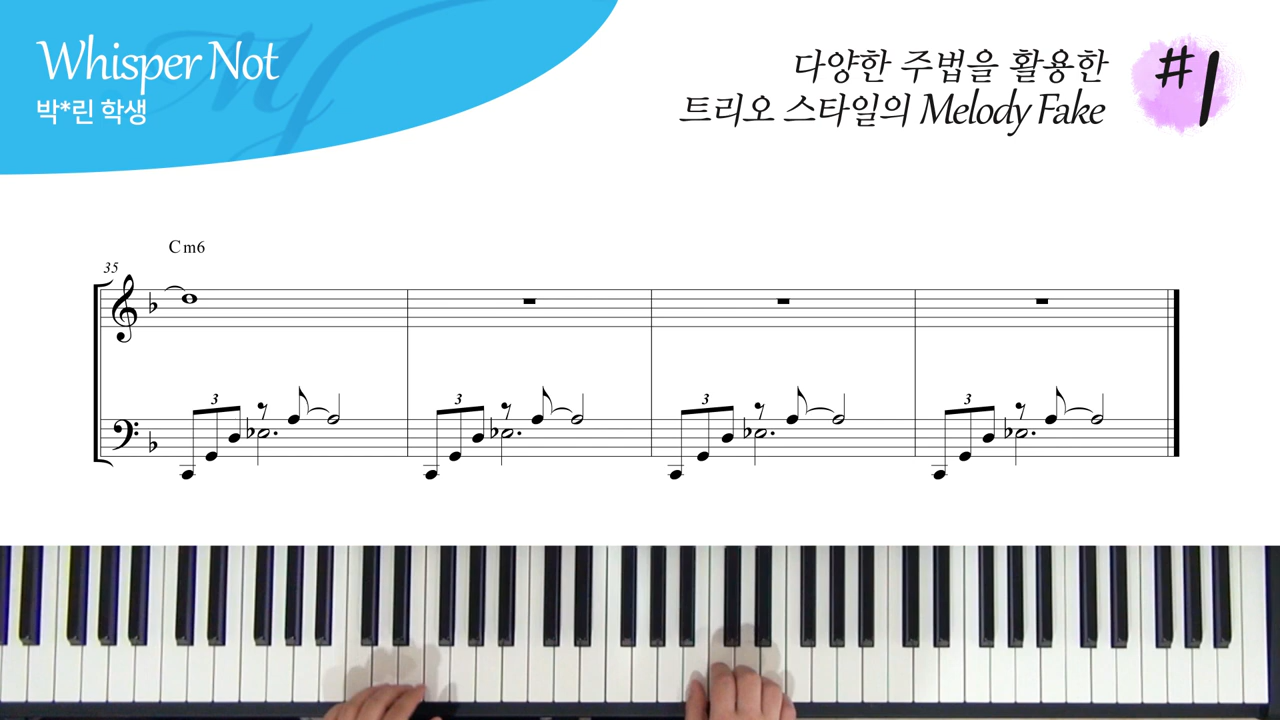 Whisper Not
박*린 학생
다양한 주법을 활용한
트리오 스타일의 Melody Fake
#1
Cm6
35
3
3
3
3